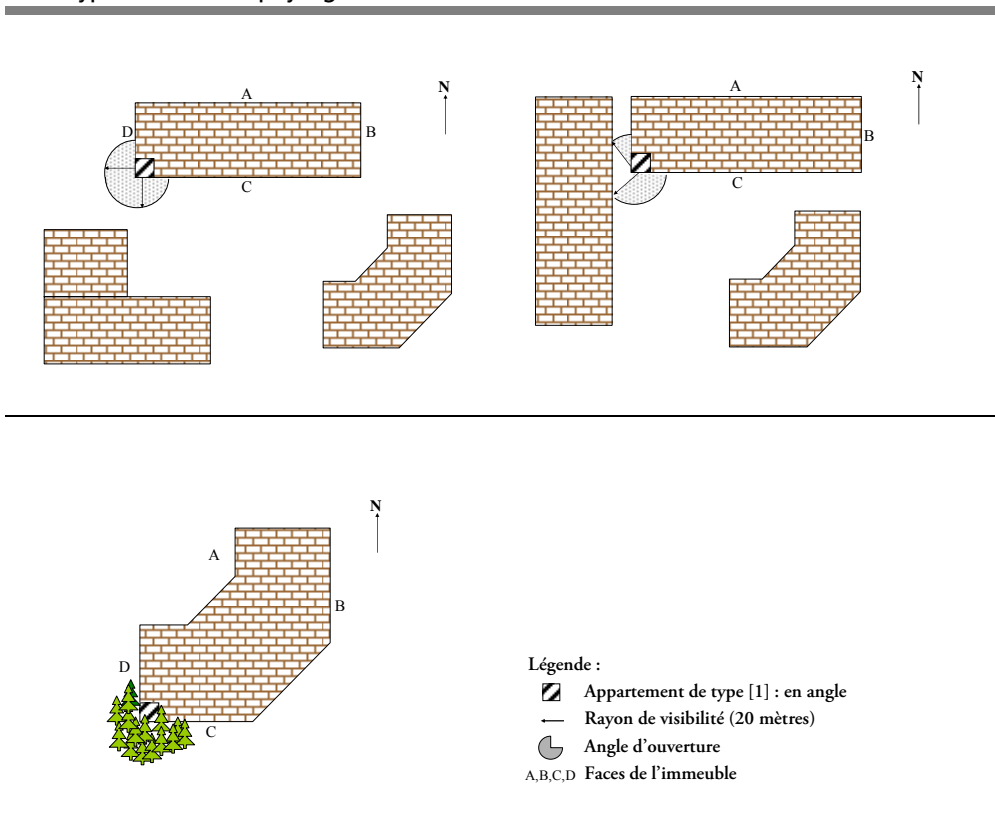 A
N
D
B
C
A
N
B
C
N
A
B
D
C
Légende :
Appartement de type [1] : en angle
Rayon de visibilité (20 mètres)
Angle d'ouverture
A,B,C,D Faces de l'immeuble